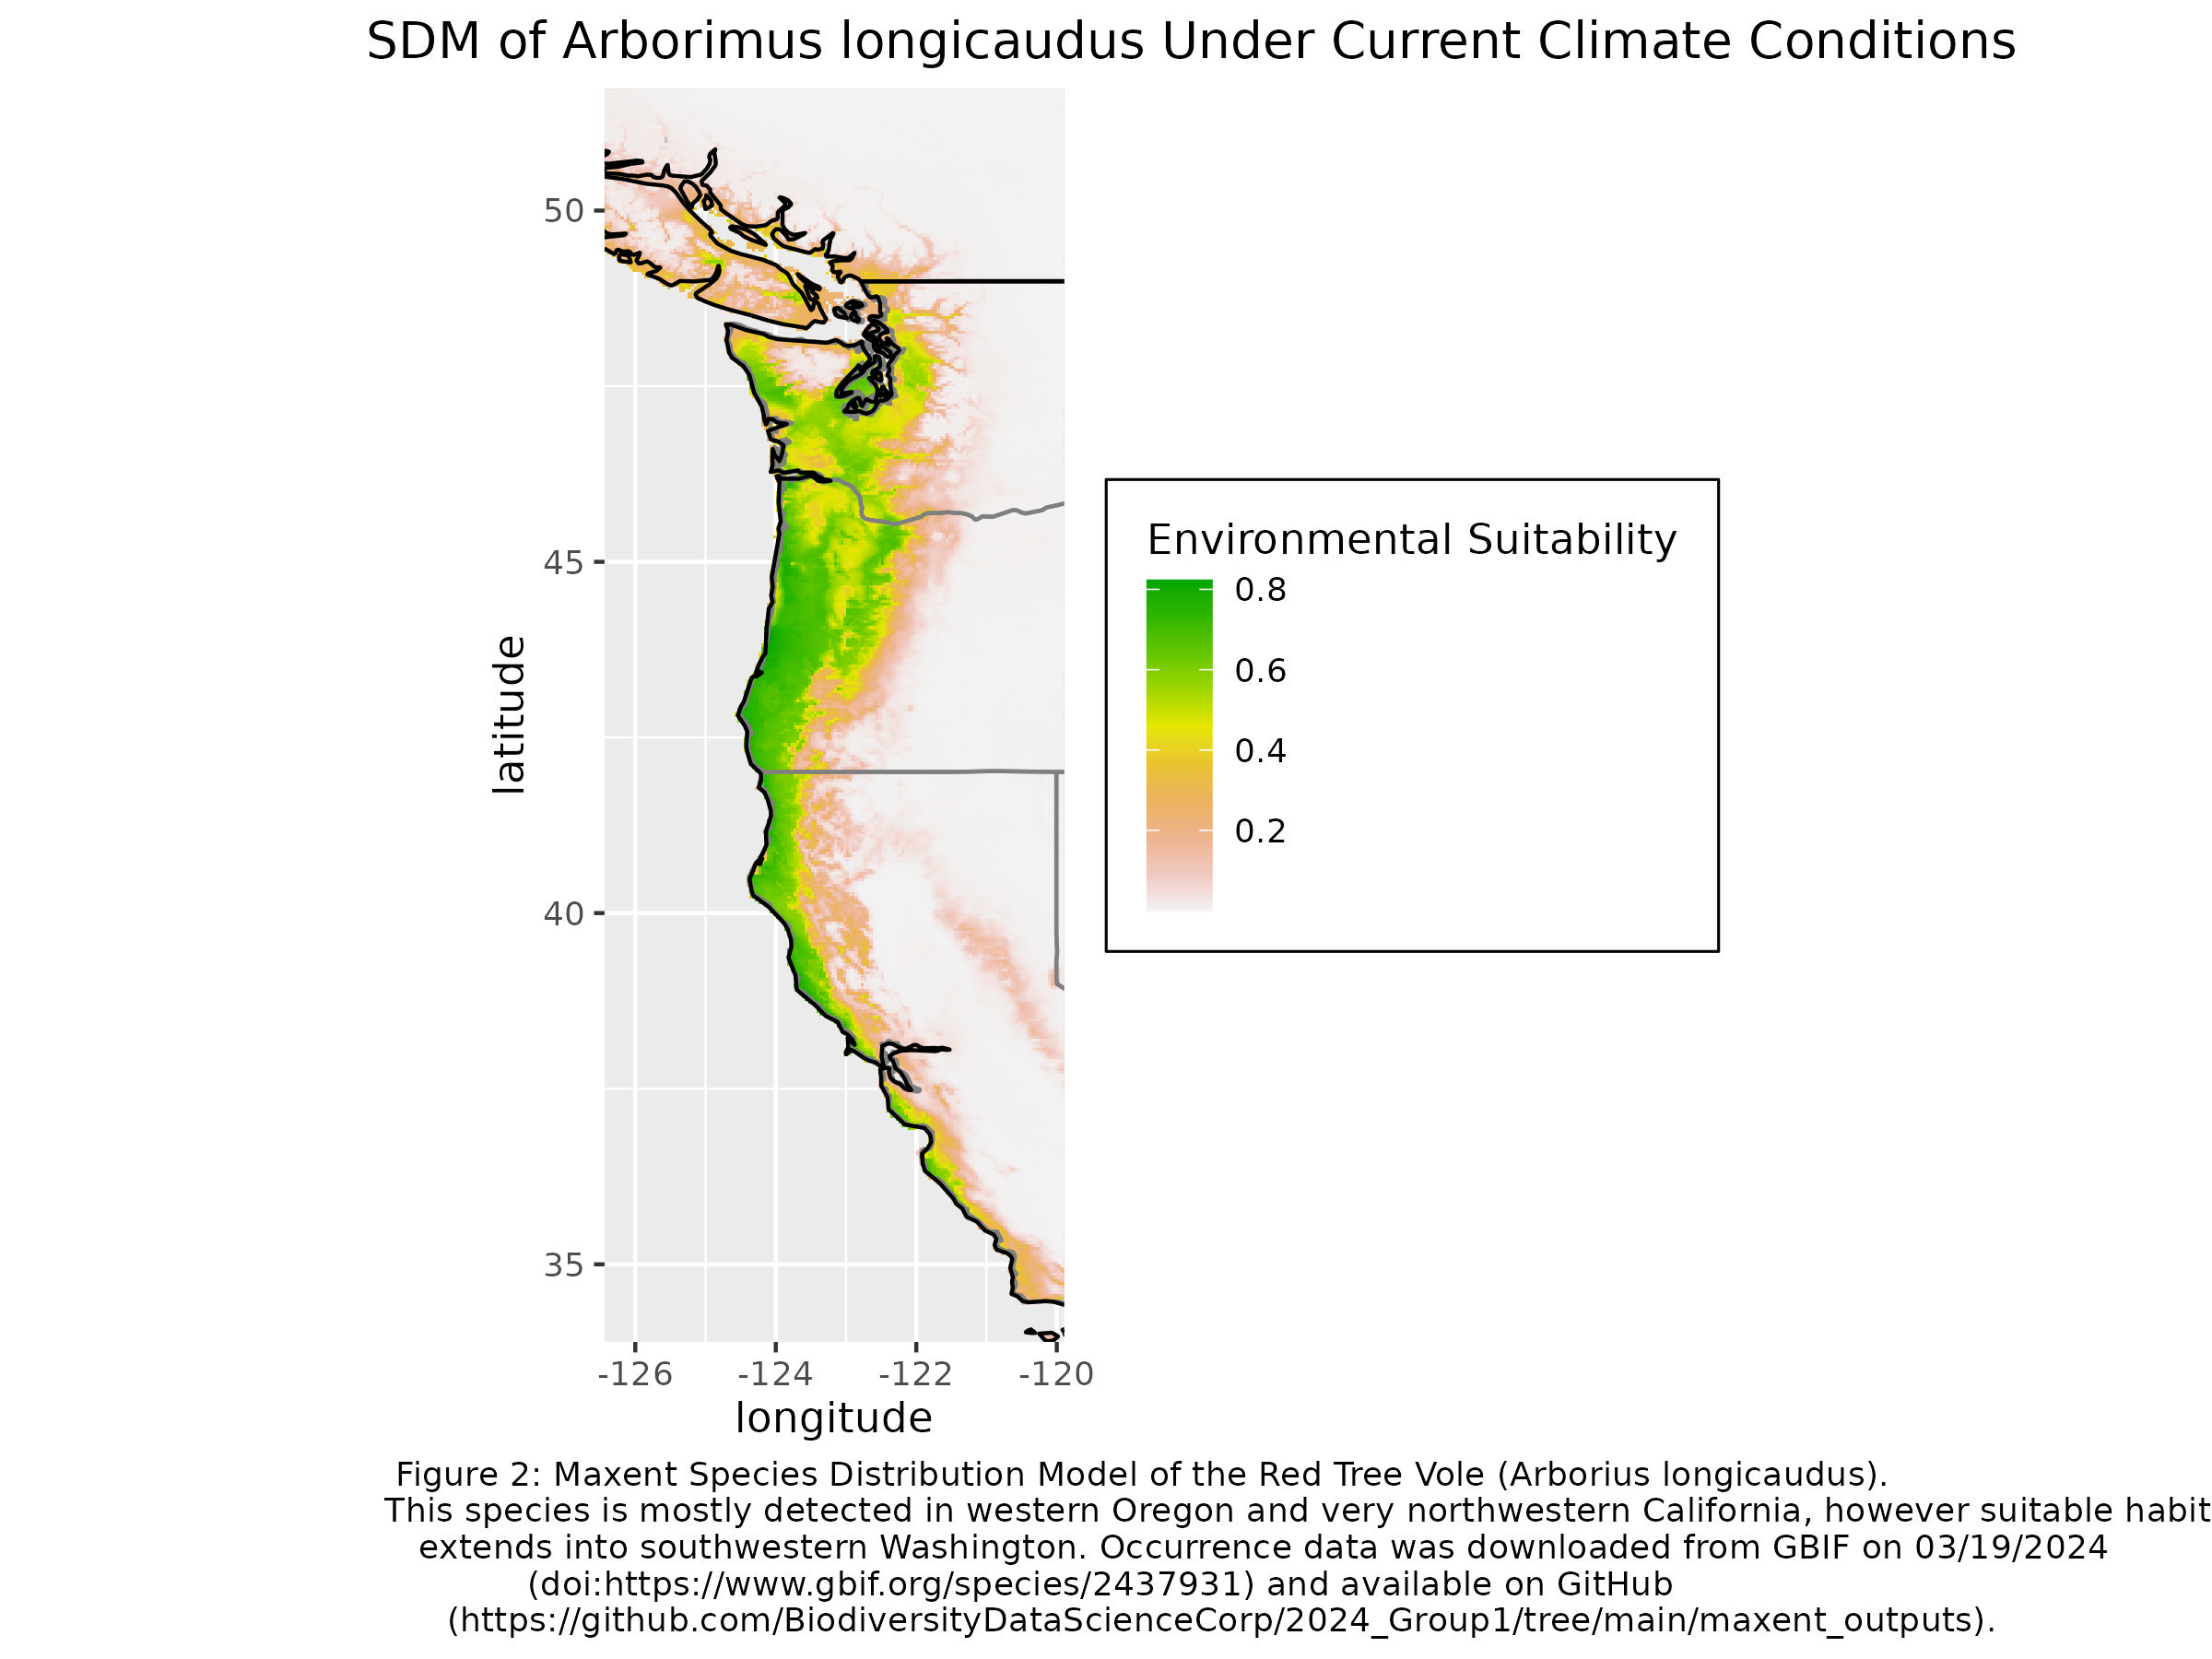 SDM of Arborimus longicaudus Under Current Climate Conditions
50
45
40
35
latitude
-126
-124
-122
-120
longitude
Environmental Suitability
0.8
0.6
0.4
0.2
Figure 2: Maxent Species Distribution Model of the Red Tree Vole (Arborius longicaudus).
This species is mostly detected in western Oregon and very northwestern California, however suitable habit
extends into southwestern Washington. Occurrence data was downloaded from GBIF on 03/19/2024
(doi:https://www.gbif.org/species/2437931) and available on GitHub
(https://github.com/BiodiversityDataScienceCorp/2024_Group1/tree/main/maxent_outputs).